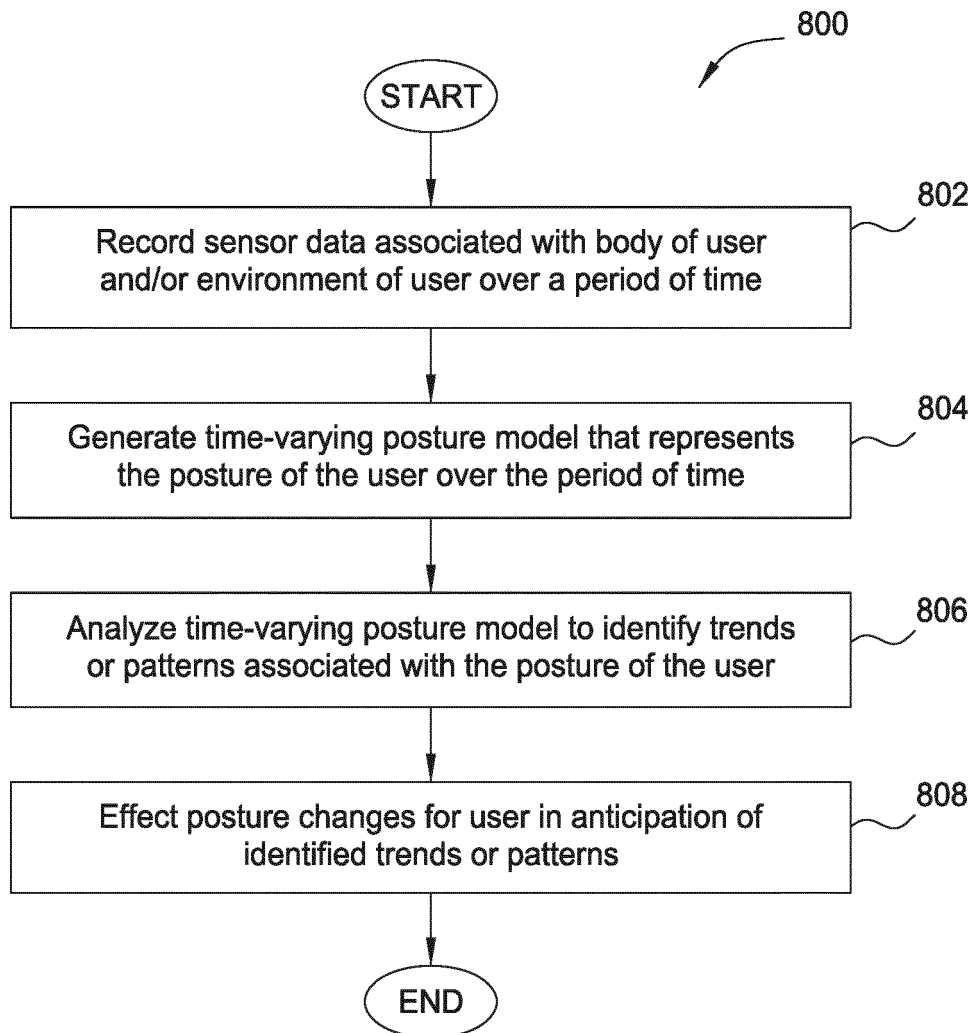 800
START
802
Record sensor data associated with body of user
and/or environment of user over a period of time
804
Generate time-varying posture model that represents
the posture of the user over the period of time
806
Analyze time-varying posture model to identify trends
or patterns associated with the posture of the user
808
Effect posture changes for user in anticipation of
identified trends or patterns
END